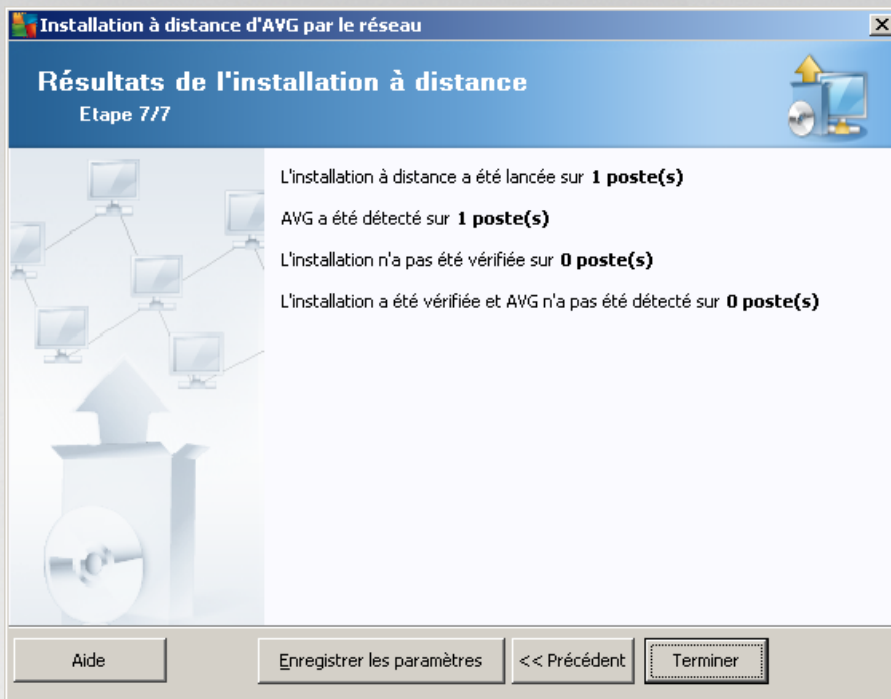 Installation à distance d'AVG par le réseau
Résultats de l'installation à distance
Etape 7/7
L'installation à distance a été lancée sur 1 poste(s)
AVG a été détecté sur 1 poste(s)
L'installation n'a pas été vérifiée sur 0 poste(s)
L'installation a été vérifiée et AVG n'a pas été détecté sur 0 poste(s)
Aide
Enregistrer les paramètres
<< Précédent
Terminer